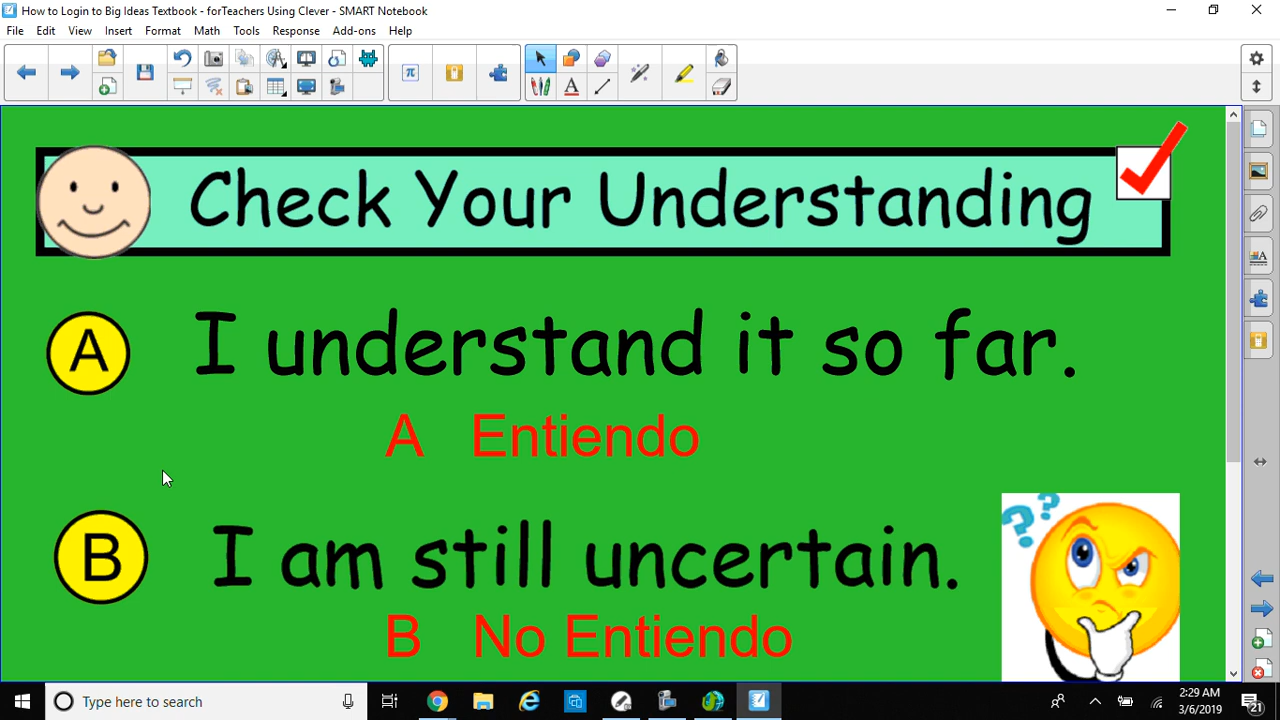 How to Login to Big Ideas Textbook - forTeachers Using Clever - SMART Notebook
File Edit View Insert Format Math Tools Response Add-ons Help
Check Your Understanding
A I understand it so far.
A Entiendo
B I am still uncertain.
B No Entiendo
Type here to search
2:29 AM
3/6/2019
21